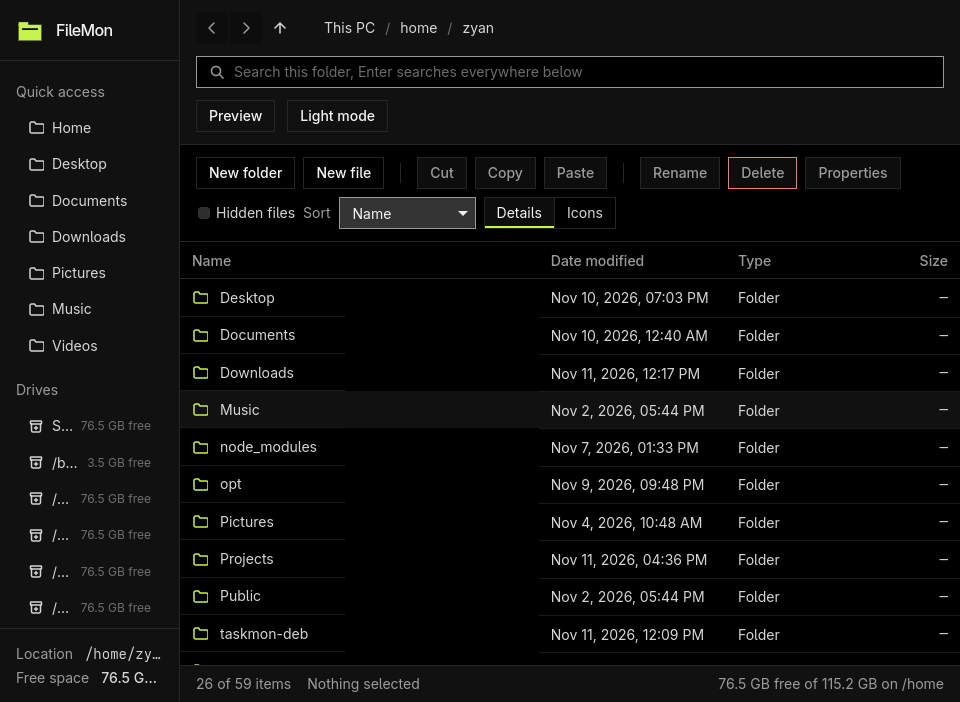 FileMon
This PC / home / zyan
Search this folder, Enter searches everywhere below
Preview Light mode
Quick access
Home
Desktop
Documents
Downloads
Pictures
Music
Videos
Drives
S... 76.5 GB free
/b... 3.5 GB free
/... 76.5 GB free
/... 76.5 GB free
/... 76.5 GB free
/... 76.5 GB free
Location /home/zy…
Free space 76.5 G...
New folder New file Cut Copy Paste Rename Delete Properties
Hidden files Sort Name Details Icons
Name Date modified Type Size
Desktop Nov 10, 2026, 07:03 PM Folder –
Documents Nov 10, 2026, 12:40 AM Folder –
Downloads Nov 11, 2026, 12:17 PM Folder –
Music Nov 2, 2026, 05:44 PM Folder –
node_modules Nov 7, 2026, 01:33 PM Folder –
opt Nov 9, 2026, 09:48 PM Folder –
Pictures Nov 4, 2026, 10:48 AM Folder –
Projects Nov 11, 2026, 04:36 PM Folder –
Public Nov 2, 2026, 05:44 PM Folder –
taskmon-deb Nov 11, 2026, 12:09 PM Folder –
26 of 59 items Nothing selected 76.5 GB free of 115.2 GB on /home